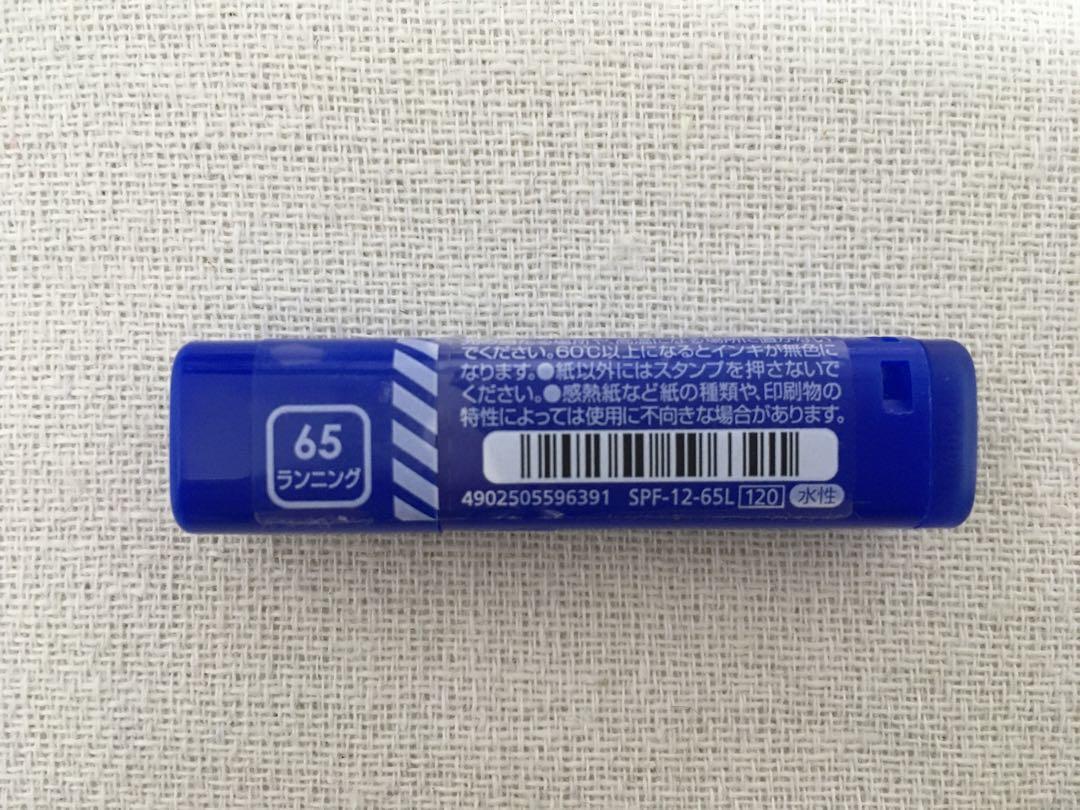 65
ランニング
てください。60℃以上になるとインキが無色に
なります。●紙以外にはスタンプを押さないで
ください。●感熱紙など紙の種類や、印刷物の
特性によっては使用に不向きな場合があります。
4902505596391 SPF-12-65L 120 水性